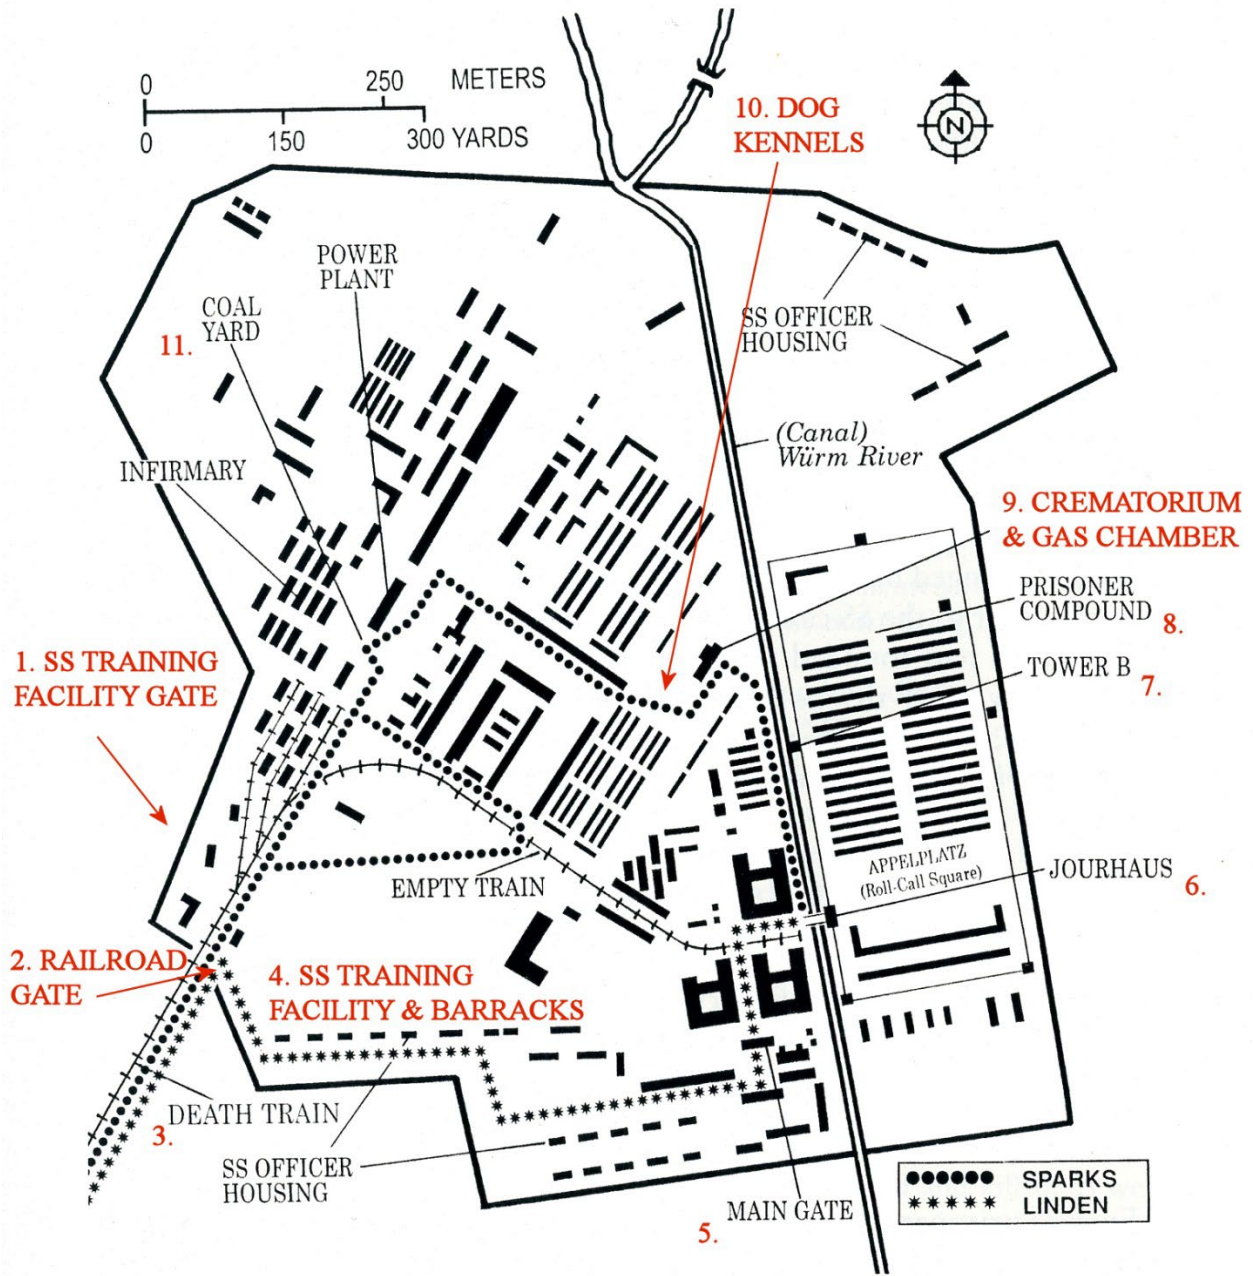 0 250 METERS
0 150 300 YARDS
10. DOG
KENNELS
N
POWER
PLANT
COAL
YARD
11.
SS OFFICER
HOUSING
(Canal)
Würm River
INFIRMARY
9. CREMATORIUM
& GAS CHAMBER
PRISONER
COMPOUND
8.
1. SS TRAINING
FACILITY GATE
TOWER B
7.
APPELPLATZ
(Roll-Call Square)
JOURHAUS
6.
EMPTY TRAIN
2. RAILROAD
GATE
4. SS TRAINING
FACILITY & BARRACKS
DEATH TRAIN
3.
SS OFFICER
HOUSING
MAIN GATE
5.
SPARKS
LINDEN